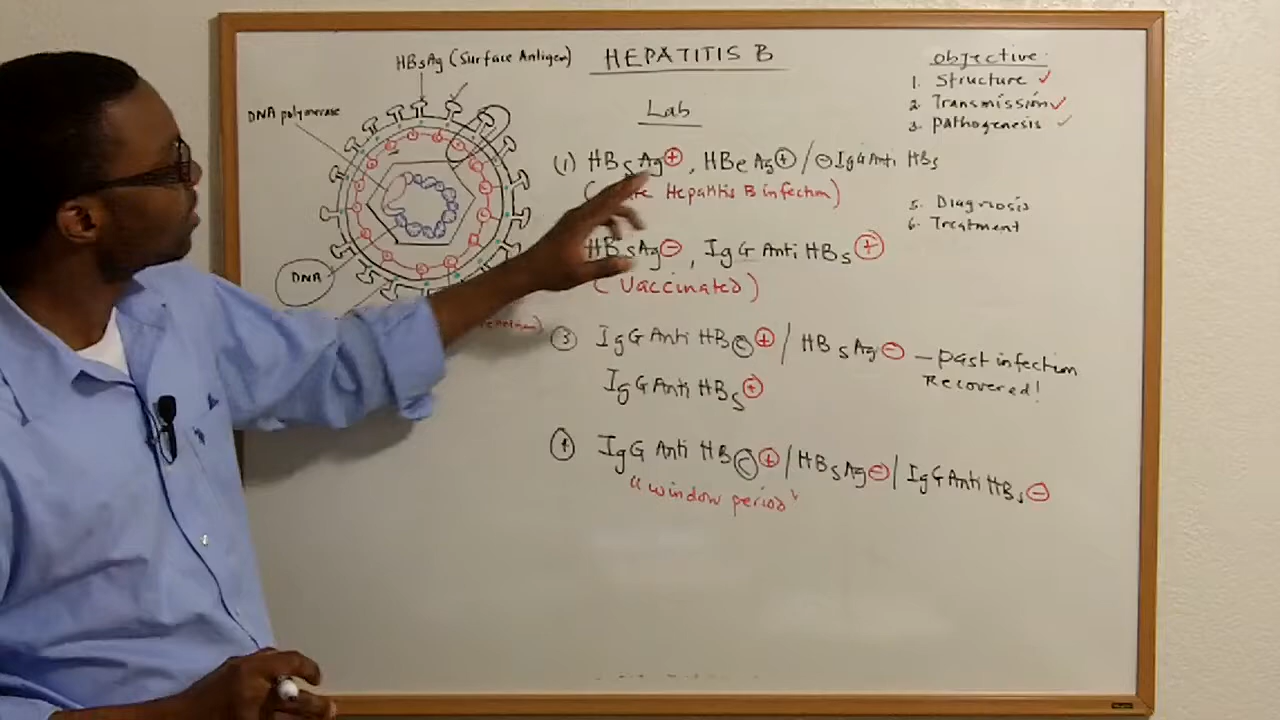 HEPATITIS B
HBsAg (Surface Antigen)
DNA polymerase
DNA
Lab
(1) HBsAg ⊕, HBeAg ⊕ / ⊖ IgG Anti HBs
Hepatitis B infection)
HBsAg ⊖, IgG Anti HBs ⊕
(Vaccinated)
③ IgG Anti HBc ⊕ / HBsAg ⊖ — past infection
Recovered!
IgG Anti HBs ⊕
④ IgG Anti HBc ⊕ / HBsAg ⊖ / IgG Anti HBs ⊖
"window period"
Objective
1. Structure ✓
2. Transmission ✓
3. pathogenesis ✓
5. Diagnosis
6. Treatment